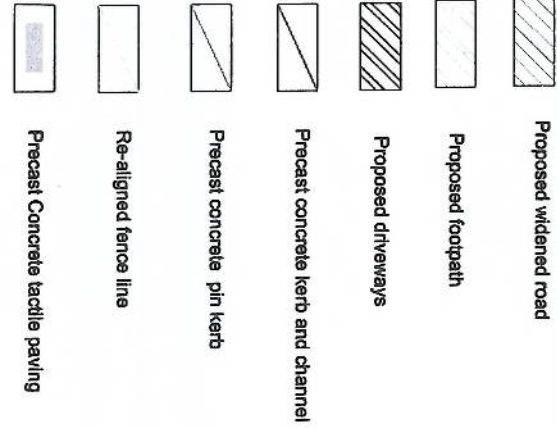 Proposed widened road
Proposed footpath
Proposed driveways
Precast concrete kerb and channel
Precast concrete pin kerb
Re-aligned fence line
Precast Concrete tactile paving